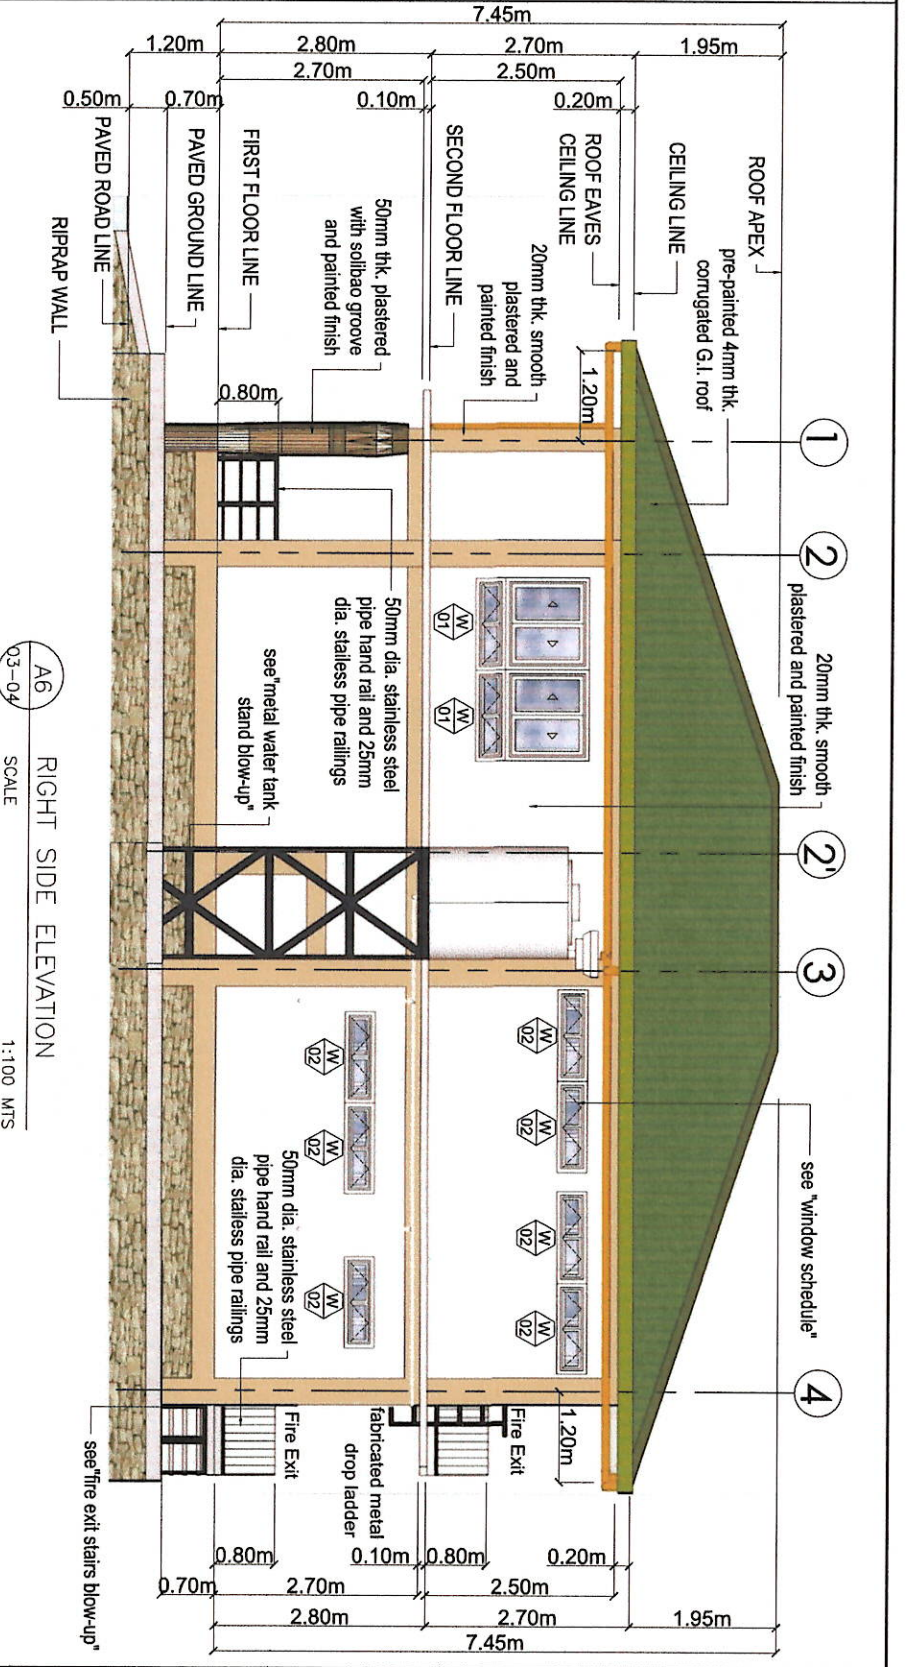 7.45m
1.20m
2.80m
2.70m
1.95m
2.70m
2.50m
0.50m
0.70m
0.10m
0.20m
ROOF APEX
CEILING LINE
ROOF EAVES
CEILING LINE
SECOND FLOOR LINE
FIRST FLOOR LINE
PAVED GROUND LINE
PAVED ROAD LINE
RIPRAP WALL
pre-painted 4mm thk.
corrugated G.I. roof
20mm thk. smooth
plastered and
painted finish
50mm thk. plastered
with solibao groove
and painted finish
0.80m
1.20m
1
2
2'
3
4
20mm thk. smooth
plastered and painted finish
50mm dia. stainless steel
pipe hand rail and 25mm
dia. stailess pipe railings
W
01
W
01
see"metal water tank
stand blow-up"
see "window schedule"
W
02
W
02
W
02
W
02
W
02
W
02
W
02
50mm dia. stainless steel
pipe hand rail and 25mm
dia. stailess pipe railings
1.20m
Fire Exit
fabricated metal
drop ladder
Fire Exit
see"fire exit stairs blow-up"
0.80m
0.10m
0.80m
0.20m
0.70m
2.70m
2.50m
2.80m
2.70m
1.95m
7.45m
A6
03-04
RIGHT SIDE ELEVATION
SCALE
1:100 MTS